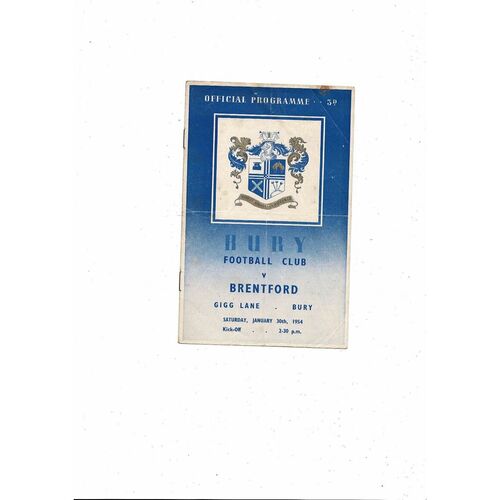 OFFICIAL PROGRAMME . . 3D
BURY
FOOTBALL CLUB
v
BRENTFORD
GIGG LANE . BURY
SATURDAY, JANUARY 30th, 1954
Kick-Off . . 2-30 p.m.